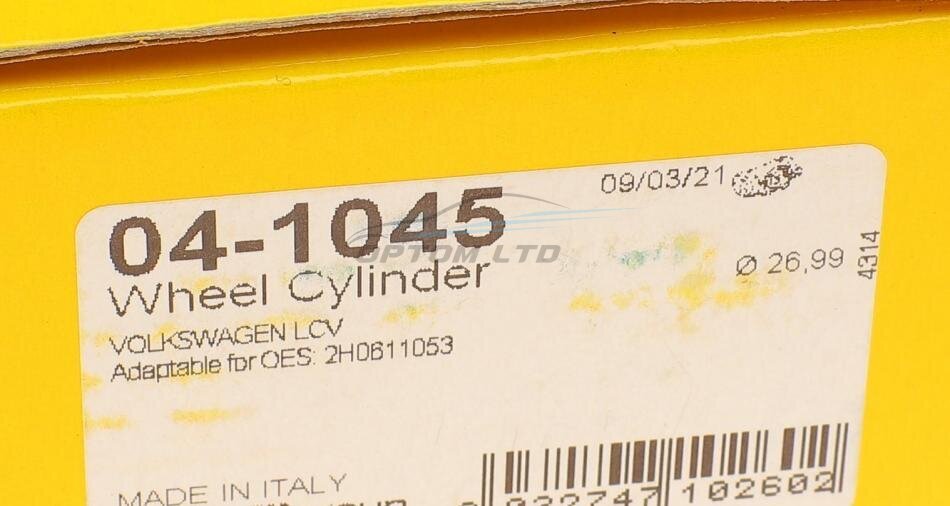 09/03/21
04-1045
OPTOM LTD
Wheel Cylinder
Ø 26,99
4314
VOLKSWAGEN LCV
Adaptable for OES: 2H0611053
MADE IN ITALY
102602